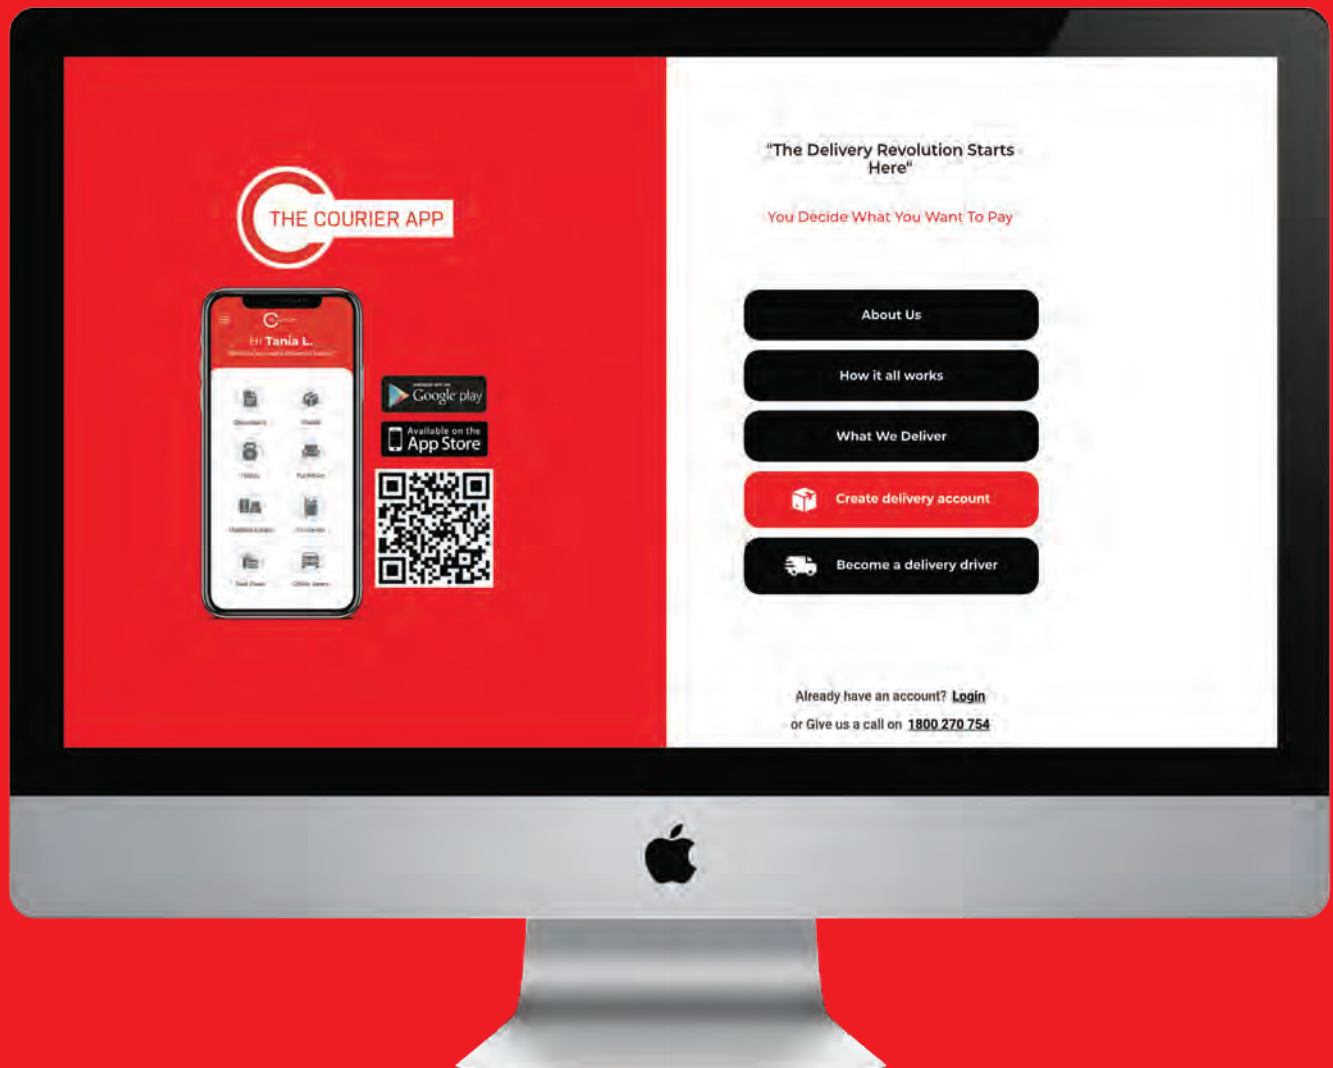 THE COURIER APP
Hi Tania L.
Google play
Available on the
App Store
"The Delivery Revolution Starts
Here"
You Decide What You Want To Pay
About Us
How it all works
What We Deliver
Create delivery account
Become a delivery driver
Already have an account? Login
or Give us a call on 1800 270 754